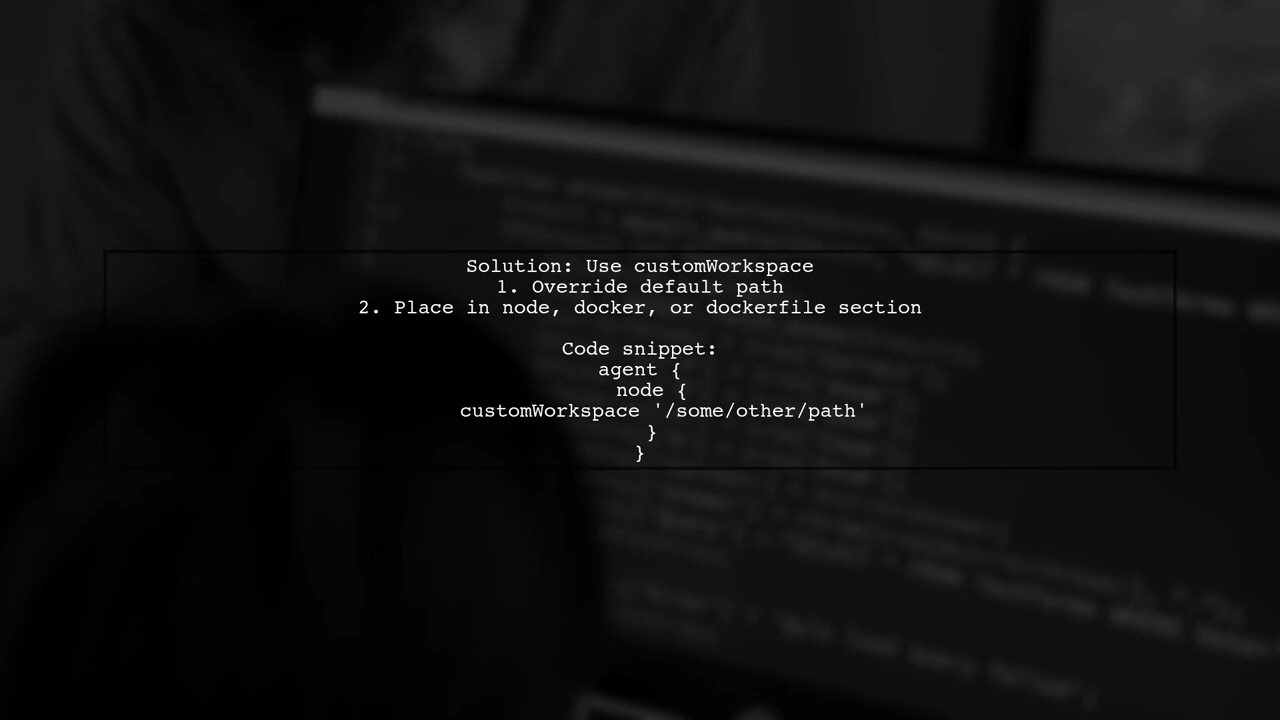 Solution: Use customWorkspace
1. Override default path
2. Place in node, docker, or dockerfile section
Code snippet:
agent {
node {
customWorkspace '/some/other/path'
}
}